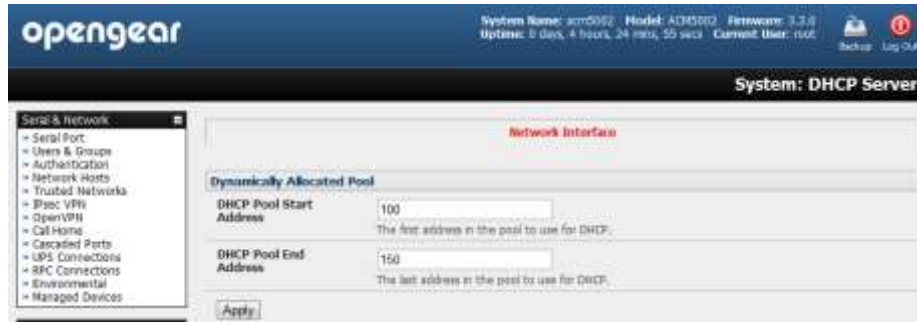 opengear
System Name: acm5002 Model: ACM5002 Firmware: 3.3.0
Uptime: 0 days, 4 hours, 24 mins, 55 secs Current User: root
Backup
Log Out
System: DHCP Server
Serial & Network
» Serial Port
» Users & Groups
» Authentication
» Network Hosts
» Trusted Networks
» IPsec VPN
» OpenVPN
» Call Home
» Cascaded Ports
» UPS Connections
» RPC Connections
» Environmental
» Managed Devices
Network Interface
Dynamically Allocated Pool
DHCP Pool Start
Address
100
The first address in the pool to use for DHCP.
DHCP Pool End
Address
150
The last address in the pool to use for DHCP.
Apply